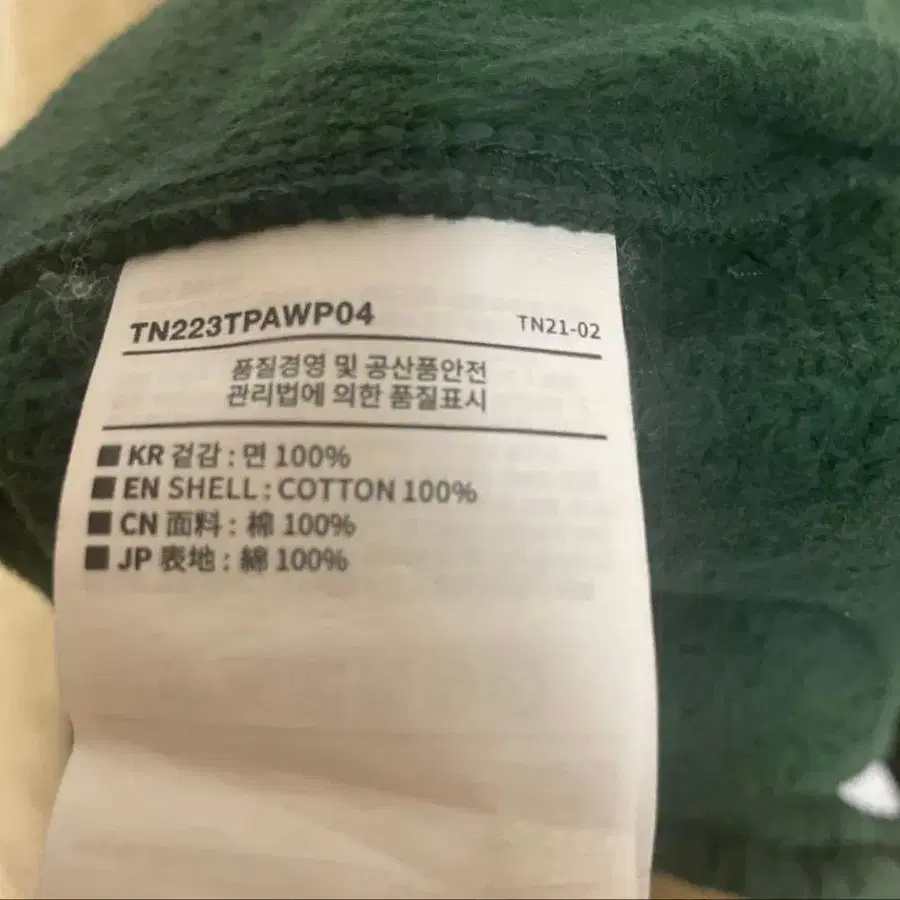 TN223TPAWP04 TN21-02
품질경영 및 공산품안전
관리법에 의한 품질표시
■ KR 겉감 : 면 100%
■ EN SHELL : COTTON 100%
■ CN 面料 : 棉 100%
■ JP 表地 : 綿 100%